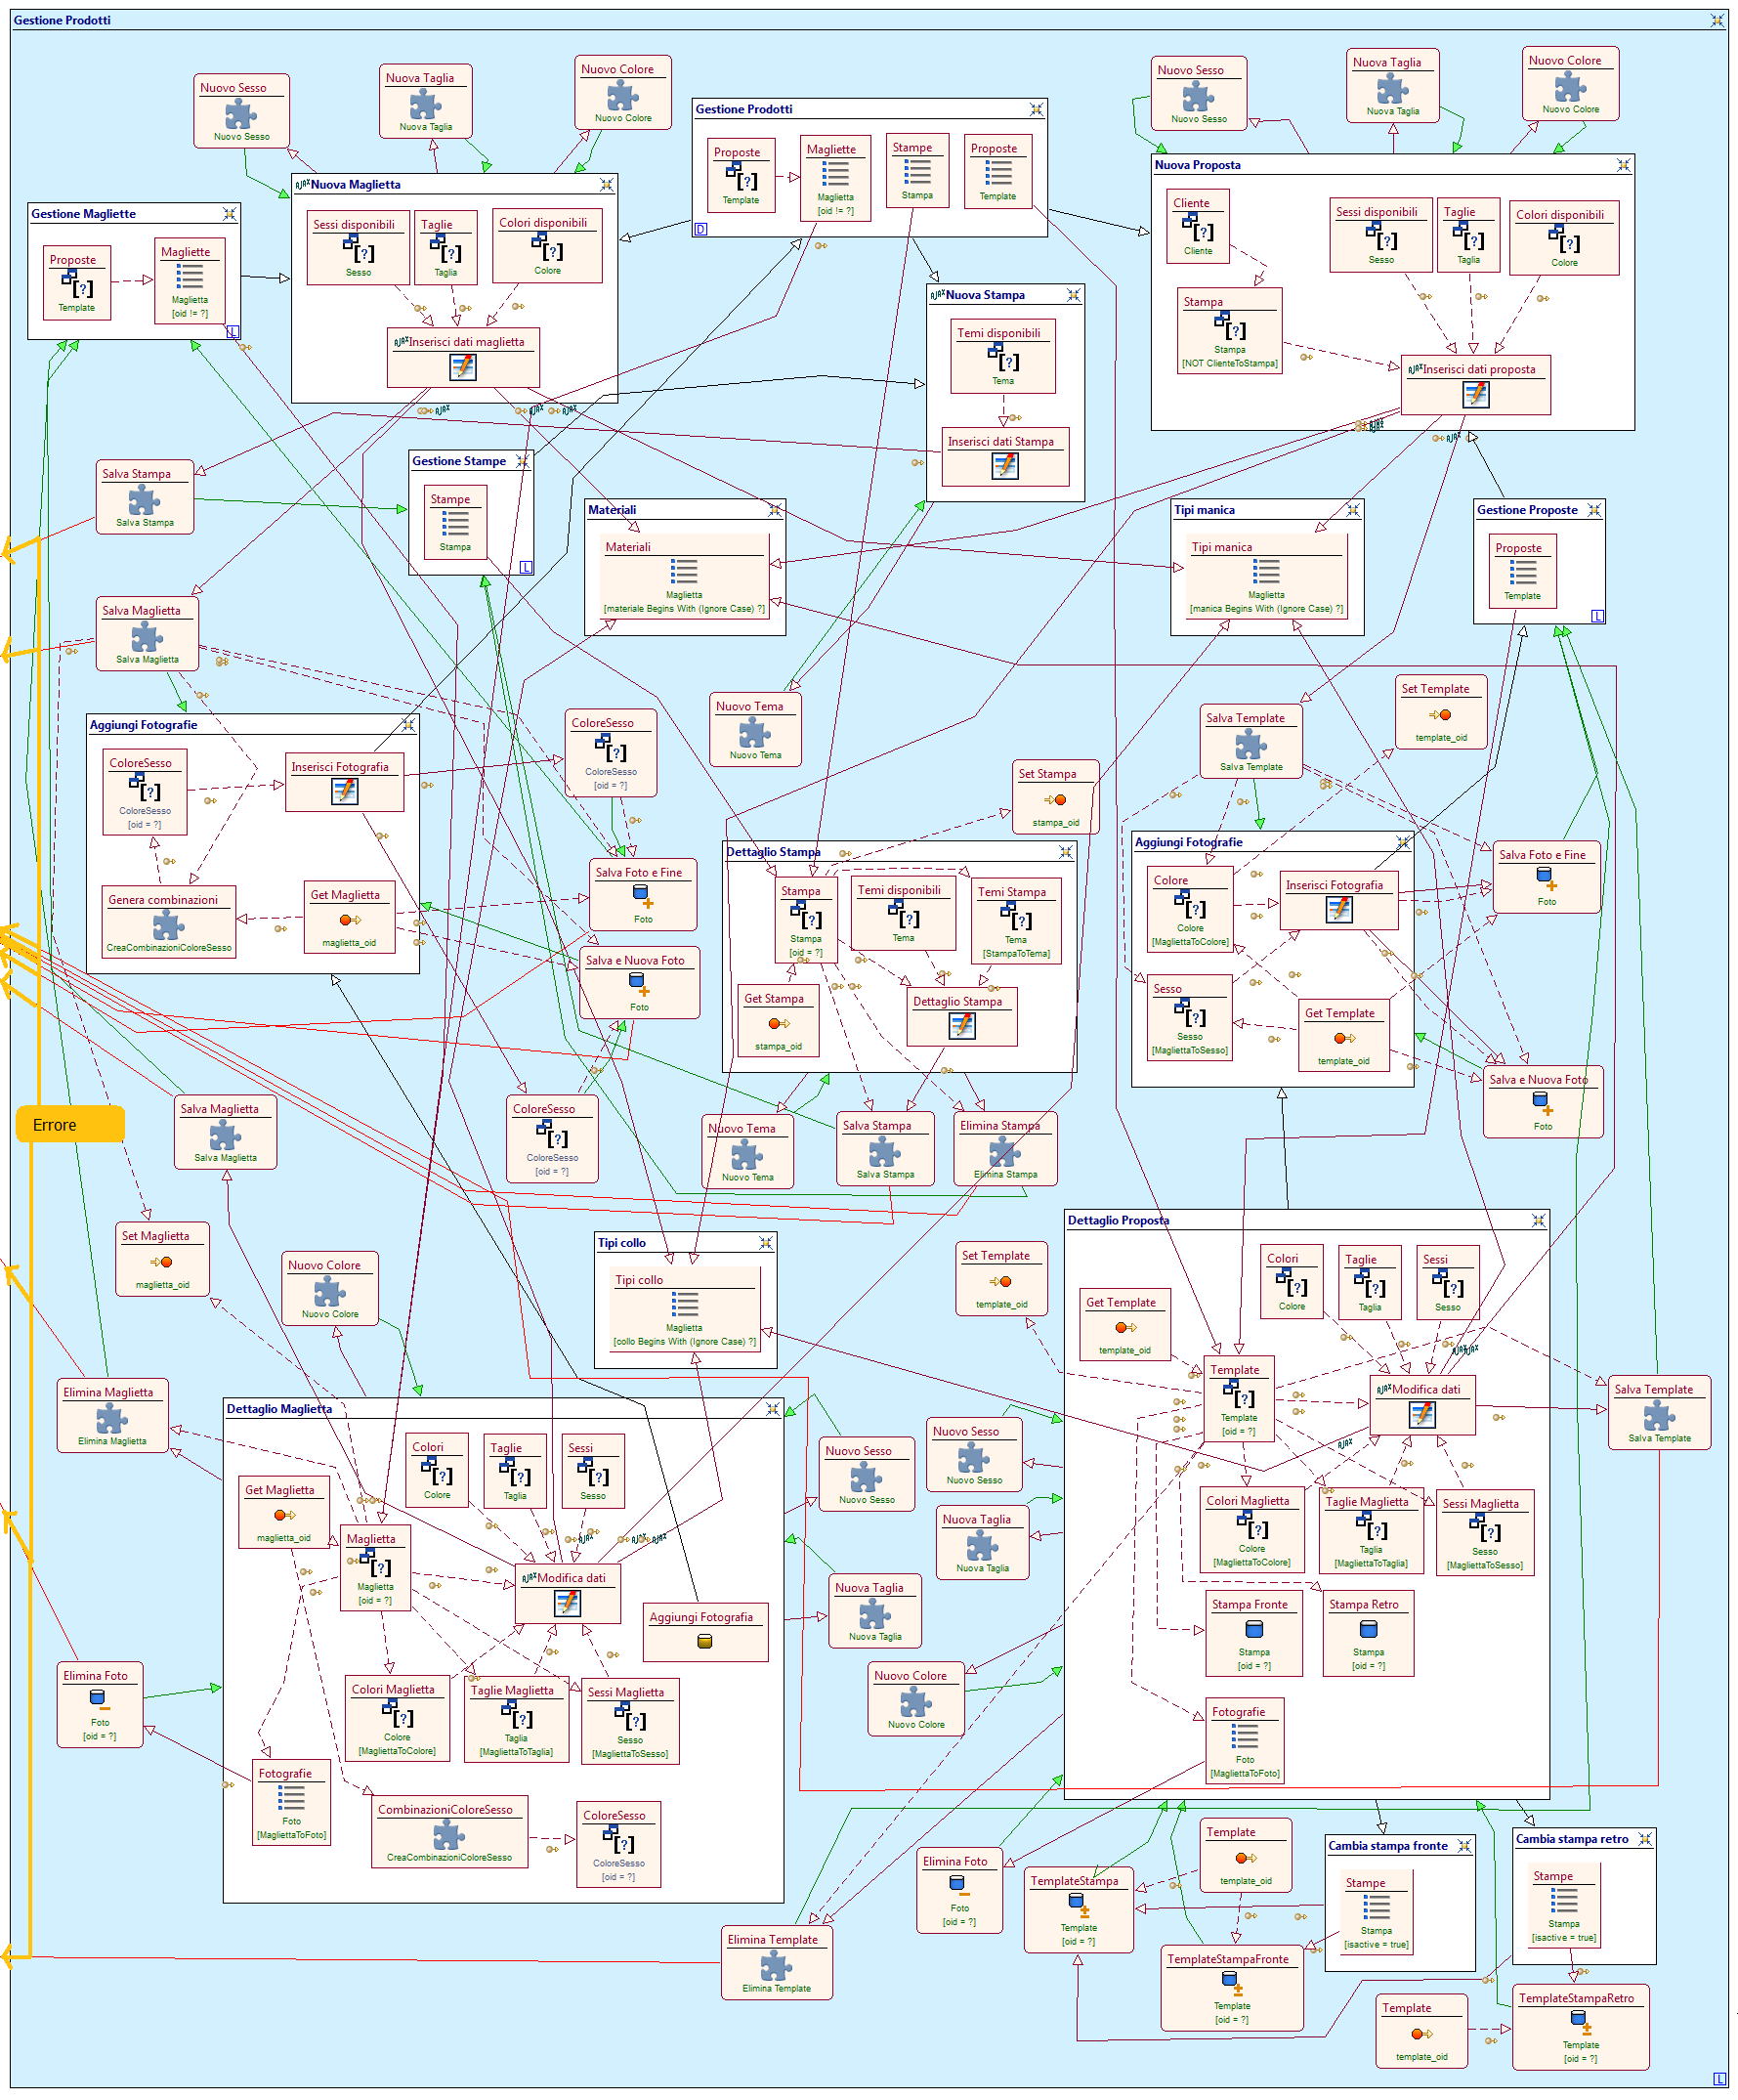 Gestione Prodotti
Nuovo Sesso
Nuovo Sesso
Nuova Taglia
Nuova Taglia
Nuovo Colore
Nuovo Colore
Gestione Prodotti
Proposte
Template
Magliette
Maglietta
[oid != ?]
Stampe
Stampa
Proposte
Template
D
Nuovo Sesso
Nuovo Sesso
Nuova Taglia
Nuova Taglia
Nuovo Colore
Nuovo Colore
Gestione Magliette
Proposte
Template
Magliette
Maglietta
[oid != ?]
L
AJAX Nuova Maglietta
Sessi disponibili
Sesso
Taglie
Taglia
Colori disponibili
Colore
AJAX Inserisci dati maglietta
AJAX
AJAX
AJAX
AJAX Nuova Stampa
Temi disponibili
Tema
Inserisci dati Stampa
Nuova Proposta
Cliente
Cliente
Sessi disponibili
Sesso
Taglie
Taglia
Colori disponibili
Colore
Stampa
Stampa
[NOT ClienteToStampa]
AJAX Inserisci dati proposta
AJAX
AJAX
Salva Stampa
Salva Stampa
Gestione Stampe
Stampe
Stampa
L
Materiali
Materiali
Maglietta
[materiale Begins With (Ignore Case) ?]
Tipi manica
Tipi manica
Maglietta
[manica Begins With (Ignore Case) ?]
Gestione Proposte
Proposte
Template
L
Salva Maglietta
Salva Maglietta
Aggiungi Fotografie
ColoreSesso
ColoreSesso
[oid = ?]
Inserisci Fotografia
Genera combinazioni
CreaCombinazioniColoreSesso
Get Maglietta
maglietta_oid
ColoreSesso
ColoreSesso
[oid = ?]
Nuovo Tema
Nuovo Tema
Set Stampa
stampa_oid
Salva Template
Salva Template
Set Template
template_oid
Salva Foto e Fine
Foto
Salva e Nuova Foto
Foto
Dettaglio Stampa
Stampa
Stampa
[oid = ?]
Temi disponibili
Tema
Temi Stampa
Tema
[StampaToTema]
Get Stampa
stampa_oid
Dettaglio Stampa
Aggiungi Fotografie
Colore
Colore
[MagliettaToColore]
Inserisci Fotografia
Sesso
Sesso
[MagliettaToSesso]
Get Template
template_oid
Salva Foto e Fine
Foto
Salva e Nuova Foto
Foto
Errore
Salva Maglietta
Salva Maglietta
ColoreSesso
ColoreSesso
[oid = ?]
Nuovo Tema
Nuovo Tema
Salva Stampa
Salva Stampa
Elimina Stampa
Elimina Stampa
Set Maglietta
maglietta_oid
Nuovo Colore
Nuovo Colore
Tipi collo
Tipi collo
Maglietta
[collo Begins With (Ignore Case) ?]
Set Template
template_oid
Dettaglio Proposta
Get Template
template_oid
Colori
Colore
Taglie
Taglia
Sessi
Sesso
Template
Template
[oid = ?]
AJAX Modifica dati
AJAX
AJAX
AJAX
Colori Maglietta
Colore
[MagliettaToColore]
Taglie Maglietta
Taglia
[MagliettaToTaglia]
Sessi Maglietta
Sesso
[MagliettaToSesso]
Stampa Fronte
Stampa
[oid = ?]
Stampa Retro
Stampa
[oid = ?]
Fotografie
Foto
[MagliettaToFoto]
Salva Template
Salva Template
Elimina Maglietta
Elimina Maglietta
Dettaglio Maglietta
Get Maglietta
maglietta_oid
Colori
Colore
Taglie
Taglia
Sessi
Sesso
Maglietta
Maglietta
[oid = ?]
AJAX
AJAX
AJAX
AJAX Modifica dati
Aggiungi Fotografia
Colori Maglietta
Colore
[MagliettaToColore]
Taglie Maglietta
Taglia
[MagliettaToTaglia]
Sessi Maglietta
Sesso
[MagliettaToSesso]
Fotografie
Foto
[MagliettaToFoto]
CombinazioniColoreSesso
CreaCombinazioniColoreSesso
ColoreSesso
ColoreSesso
[oid = ?]
Nuovo Sesso
Nuovo Sesso
Nuova Taglia
Nuova Taglia
Nuovo Sesso
Nuovo Sesso
Nuova Taglia
Nuova Taglia
Nuovo Colore
Nuovo Colore
Elimina Foto
Foto
[oid = ?]
Elimina Template
Elimina Template
Elimina Foto
Foto
[oid = ?]
TemplateStampa
Template
[oid = ?]
Template
template_oid
TemplateStampaFronte
Template
[oid = ?]
Cambia stampa fronte
Stampe
Stampa
[isactive = true]
Cambia stampa retro
Stampe
Stampa
[isactive = true]
Template
template_oid
TemplateStampaRetro
Template
[oid = ?]
L